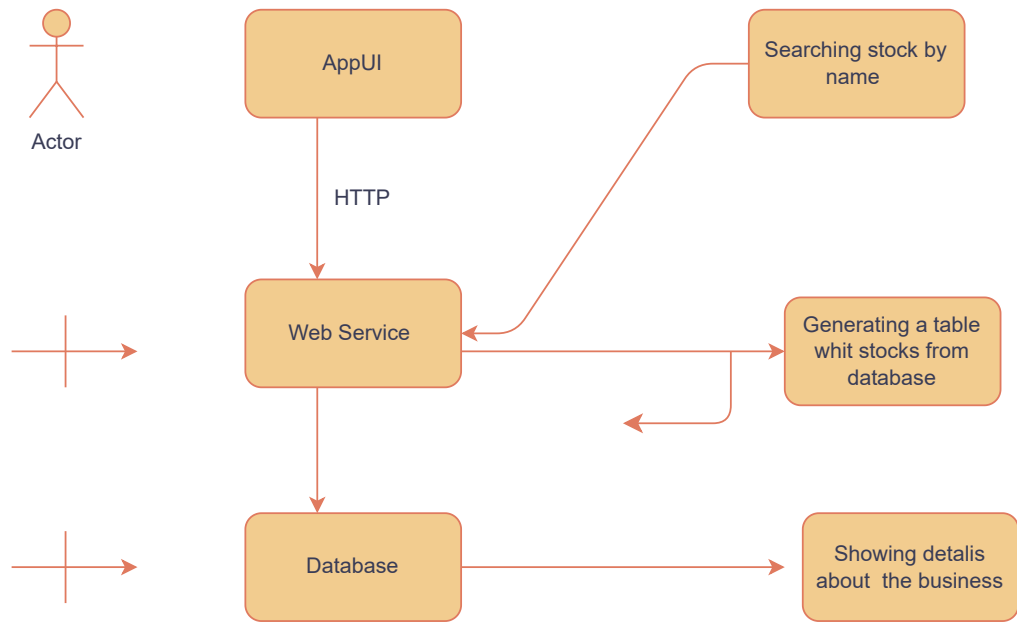 AppUI
Searching stock by
name
Actor
HTTP
Web Service
Generating a table
whit stocks from
database
Database
Showing detalis
about  the business